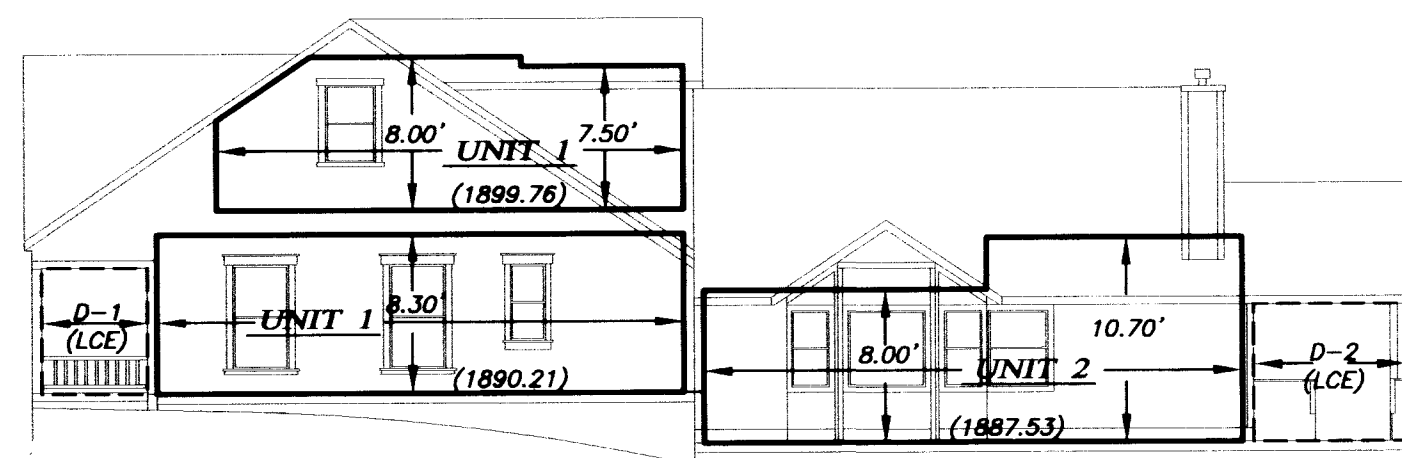 8.00'
7.50'
UNIT 1
(1899.76)
D-1
(LCE)
8.30'
UNIT 1
(1890.21)
10.70'
8.00'
UNIT 2
D-2
(LCE)
(1887.53)